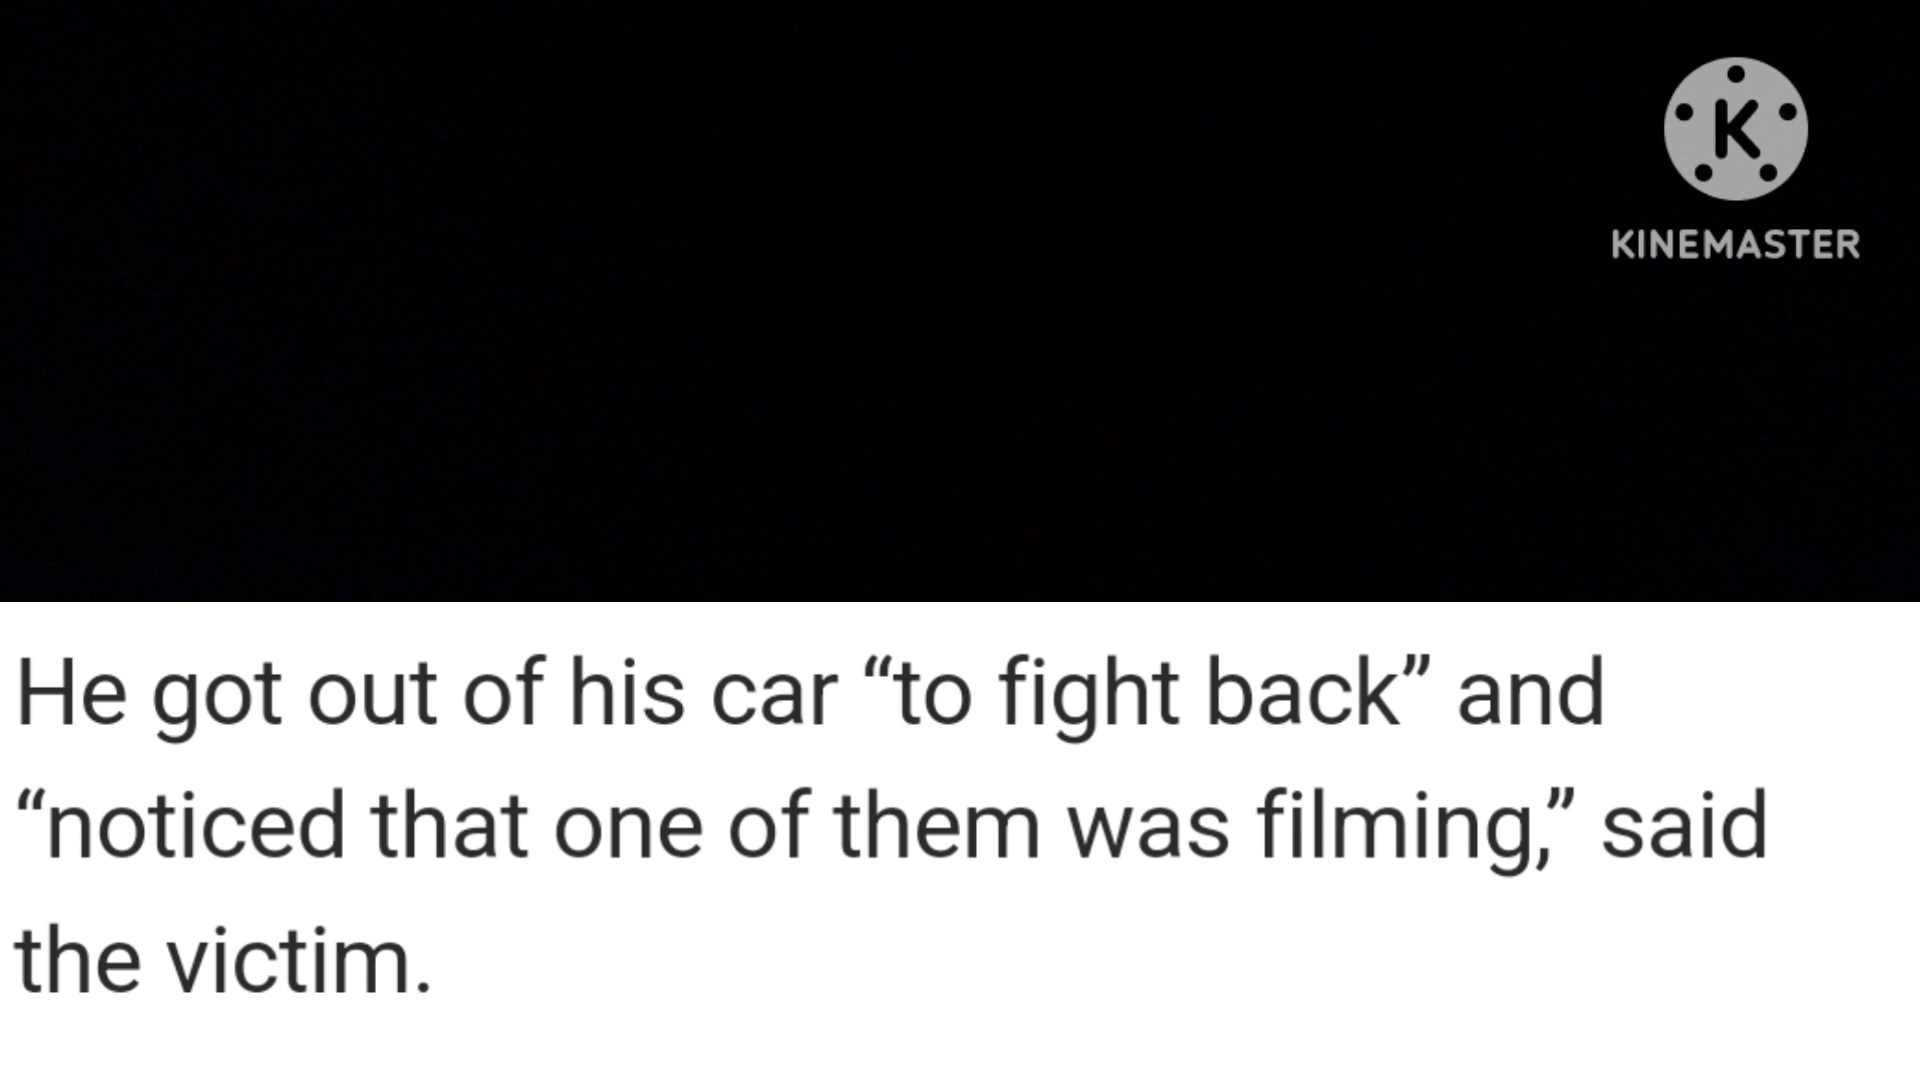 K
KINEMASTER
He got out of his car “to fight back” and
“noticed that one of them was filming,” said
the victim.